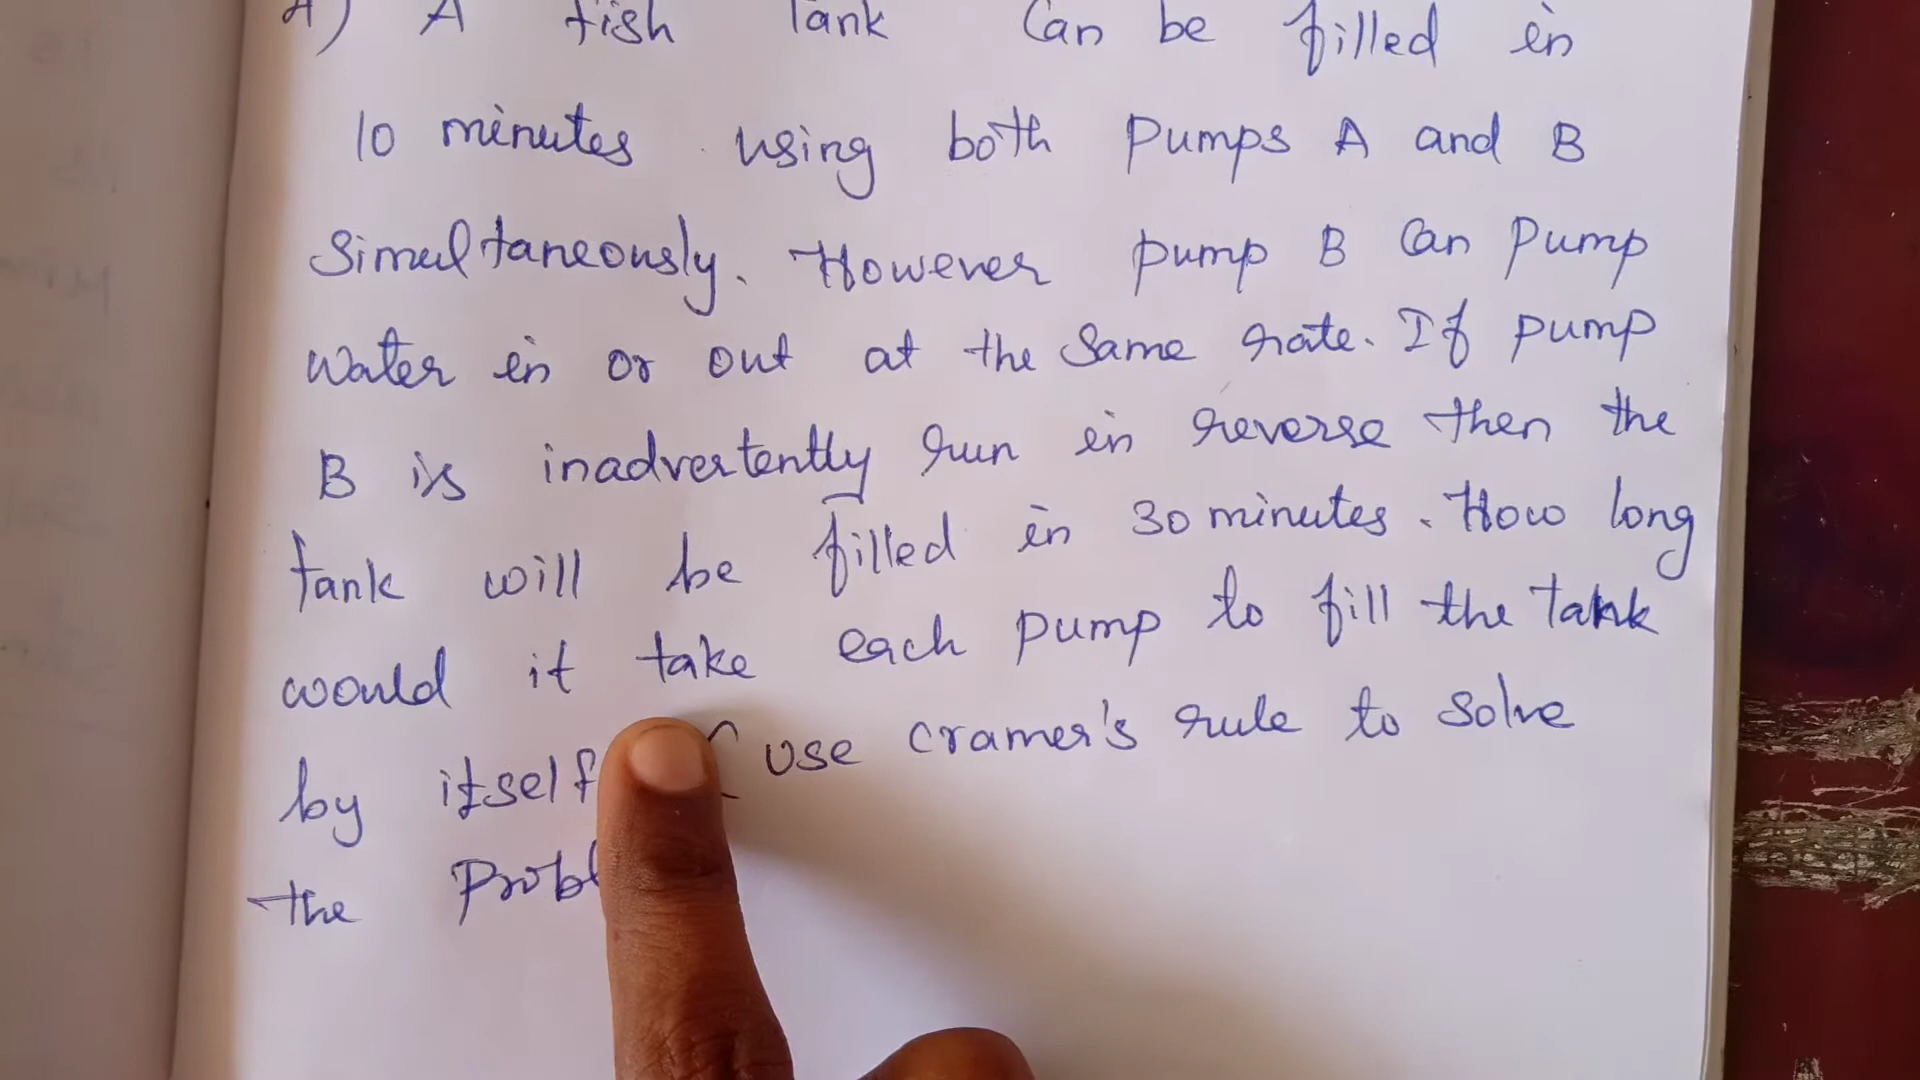 4) A fish Tank Can be filled in
10 minutes using both Pumps A and B
Simultaneously. However pump B Can Pump
Water in or out at the Same rate. If pump
B is inadvertently run in reverse then the
tank will be filled in 30 minutes. How long
would it take each pump to fill the tank
by itself (use cramer's rule to solve
the